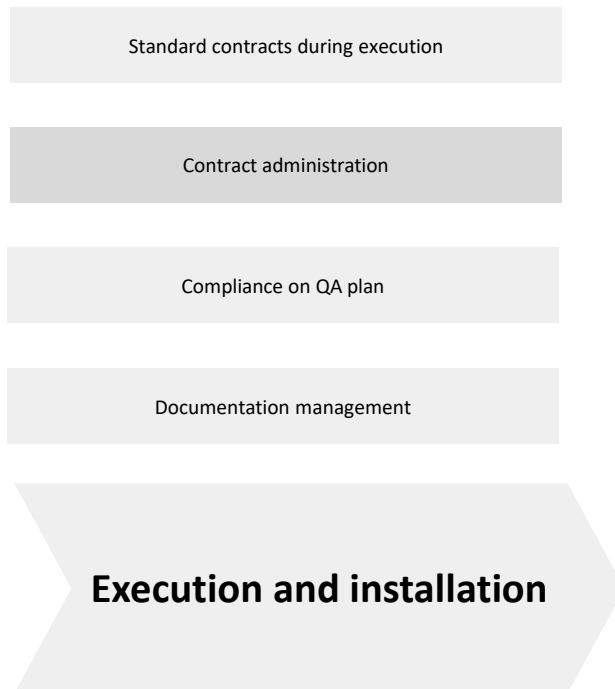 Standard contracts during execution
Contract administration
Compliance on QA plan
Documentation management
Execution and installation